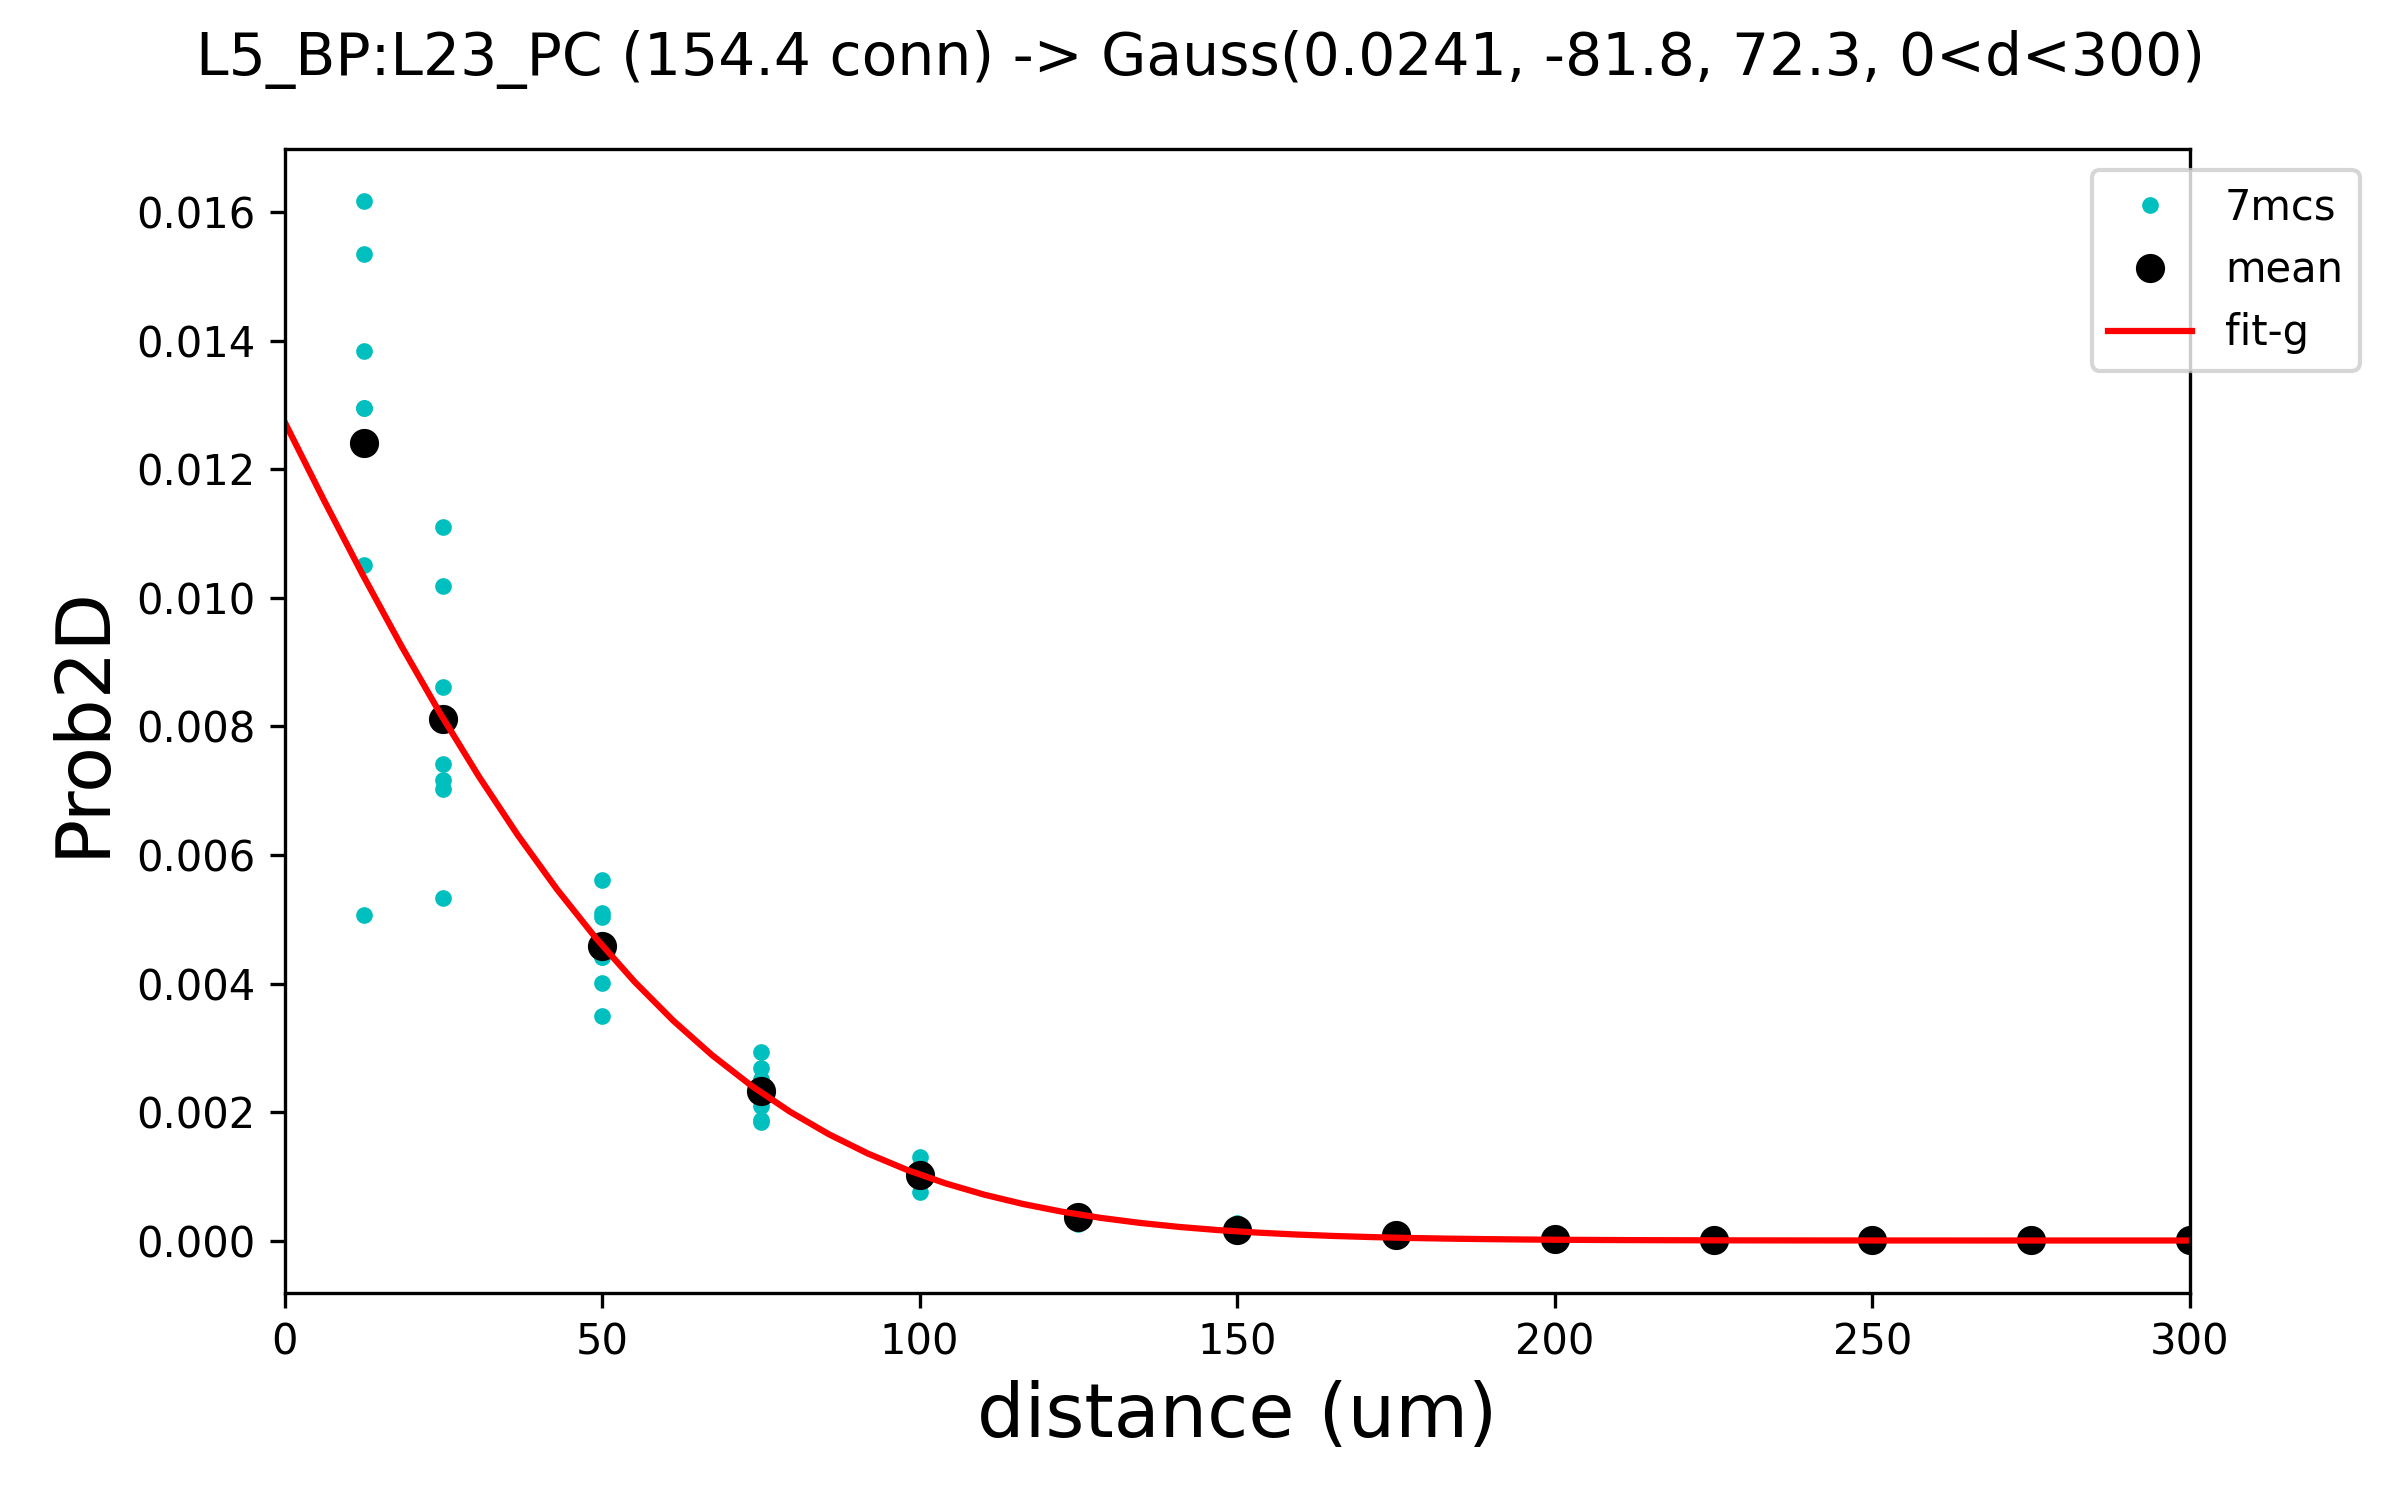 L5_BP:L23_PC (154.4 conn) -> Gauss(0.0241, -81.8, 72.3, 0<d<300)
7mcs
mean
fit-g
0.016
0.014
0.012
0.010
0.008
0.006
0.004
0.002
0.000
Prob2D
0 50 100 150 200 250 300
distance (um)